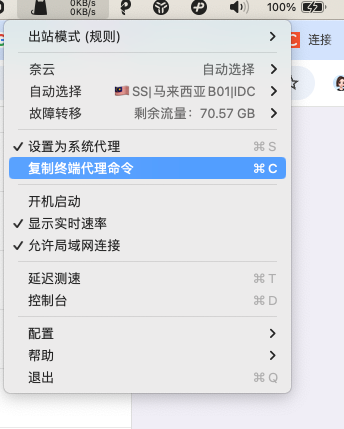 0KB/s
0KB/s
100%
出站模式 (规则)
连接
奈云 自动选择
自动选择 🇲🇾 SS|马来西亚B01|IDC
故障转移 剩余流量：70.57 GB
✓ 设置为系统代理 ⌘ S
复制终端代理命令 ⌘ C
开机启动
✓ 显示实时速率
✓ 允许局域网连接
延迟测速 ⌘ T
控制台 ⌘ D
配置
帮助
退出 ⌘ Q